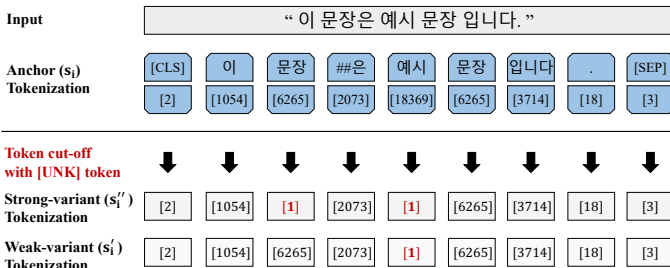 Input “ 이 문장은 예시 문장 입니다. ”
Anchor (sᵢ) Tokenization [CLS] 이 문장 ##은 예시 문장 입니다 . [SEP]
[2] [1054] [6265] [2073] [18369] [6265] [3714] [18] [3]
Token cut-off
with [UNK] token
Strong-variant (sᵢ′′) Tokenization [2] [1054] [1] [2073] [1] [6265] [3714] [18] [3]
Weak-variant (sᵢ′) Tokenization [2] [1054] [6265] [2073] [1] [6265] [3714] [18] [3]